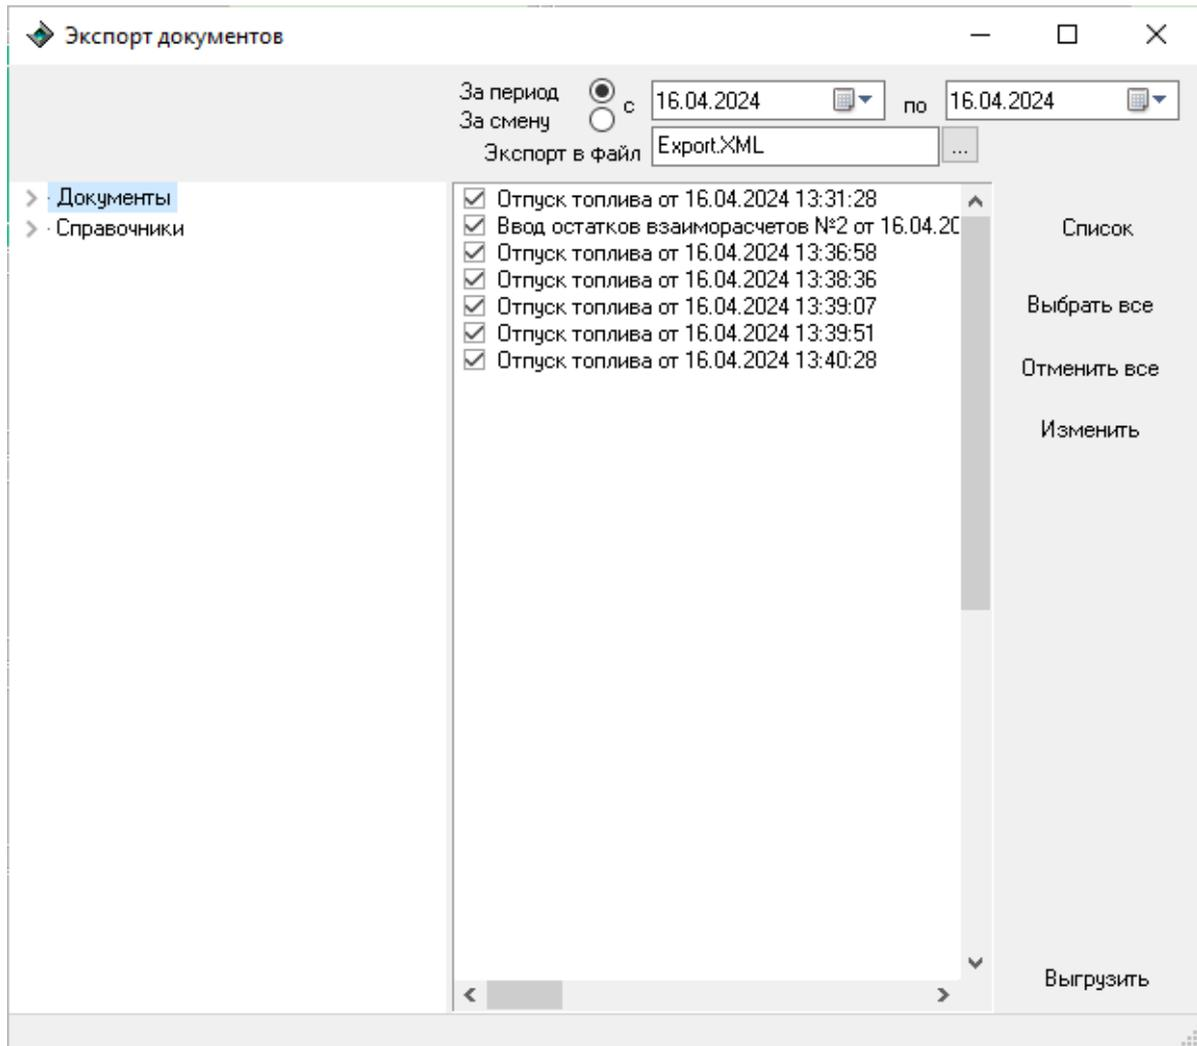 Экспорт документов
За период с 16.04.2024 по 16.04.2024
За смену
Экспорт в файл Export.XML ...
Документы
Справочники
Отпуск топлива от 16.04.2024 13:31:28
Ввод остатков взаиморасчетов №2 от 16.04.20
Отпуск топлива от 16.04.2024 13:36:58
Отпуск топлива от 16.04.2024 13:38:36
Отпуск топлива от 16.04.2024 13:39:07
Отпуск топлива от 16.04.2024 13:39:51
Отпуск топлива от 16.04.2024 13:40:28
Список
Выбрать все
Отменить все
Изменить
Выгрузить